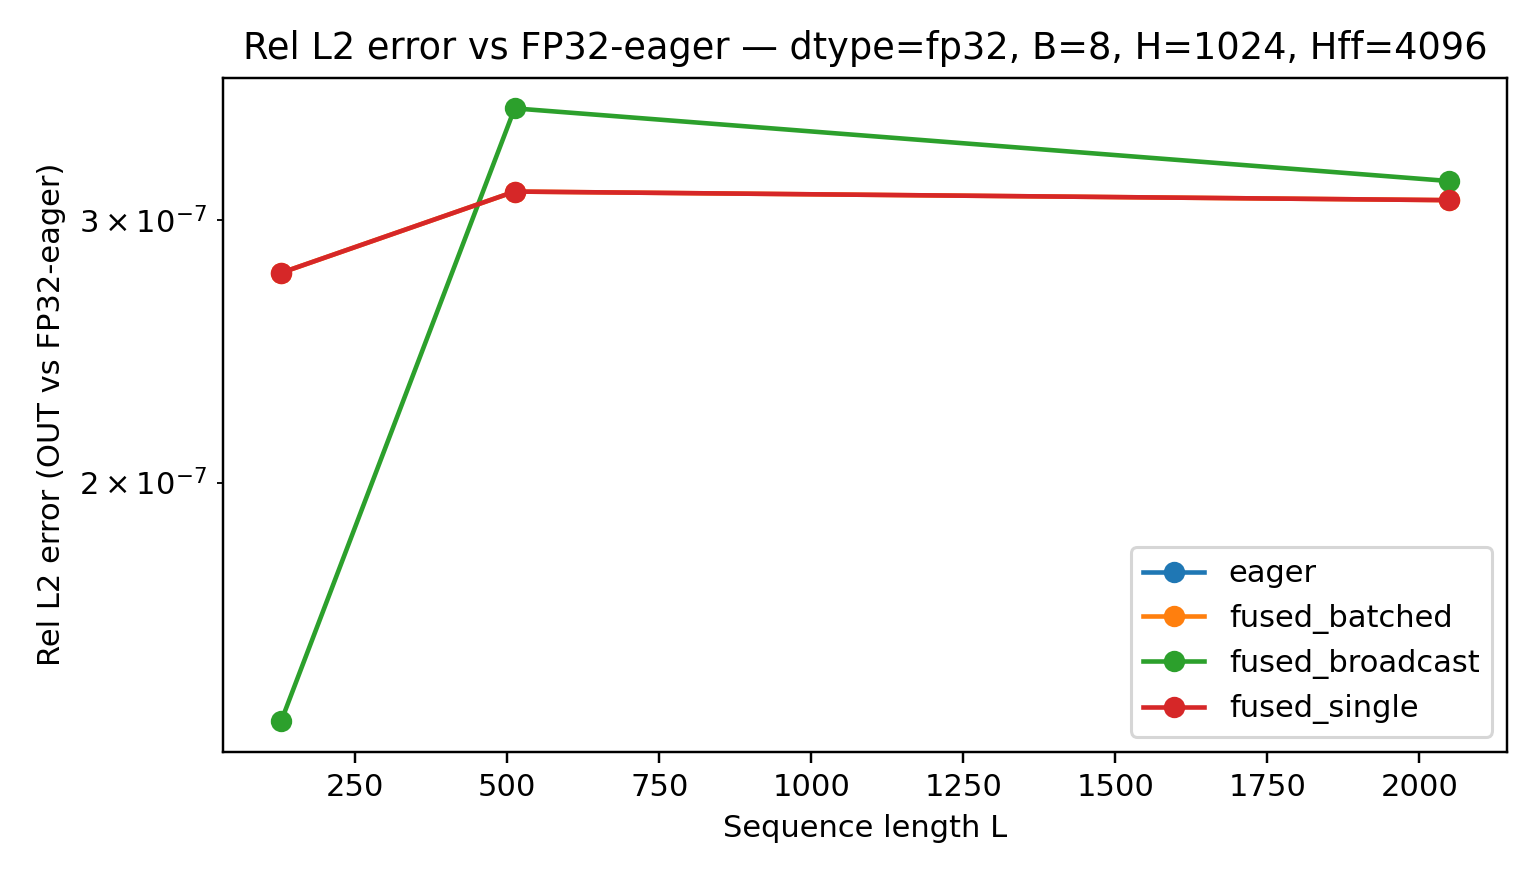 Rel L2 error vs FP32-eager — dtype=fp32, B=8, H=1024, Hff=4096
Rel L2 error (OUT vs FP32-eager)
3 × 10⁻⁷
2 × 10⁻⁷
eager
fused_batched
fused_broadcast
fused_single
250 500 750 1000 1250 1500 1750 2000
Sequence length L